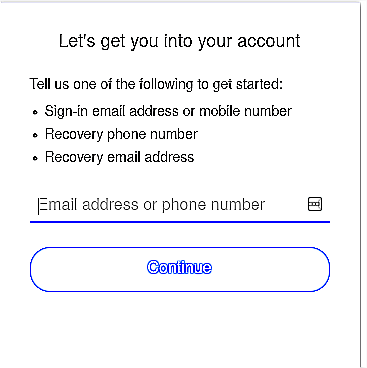 Let's get you into your account
Tell us one of the following to get started:
• Sign-in email address or mobile number
• Recovery phone number
• Recovery email address
Email address or phone number
Continue